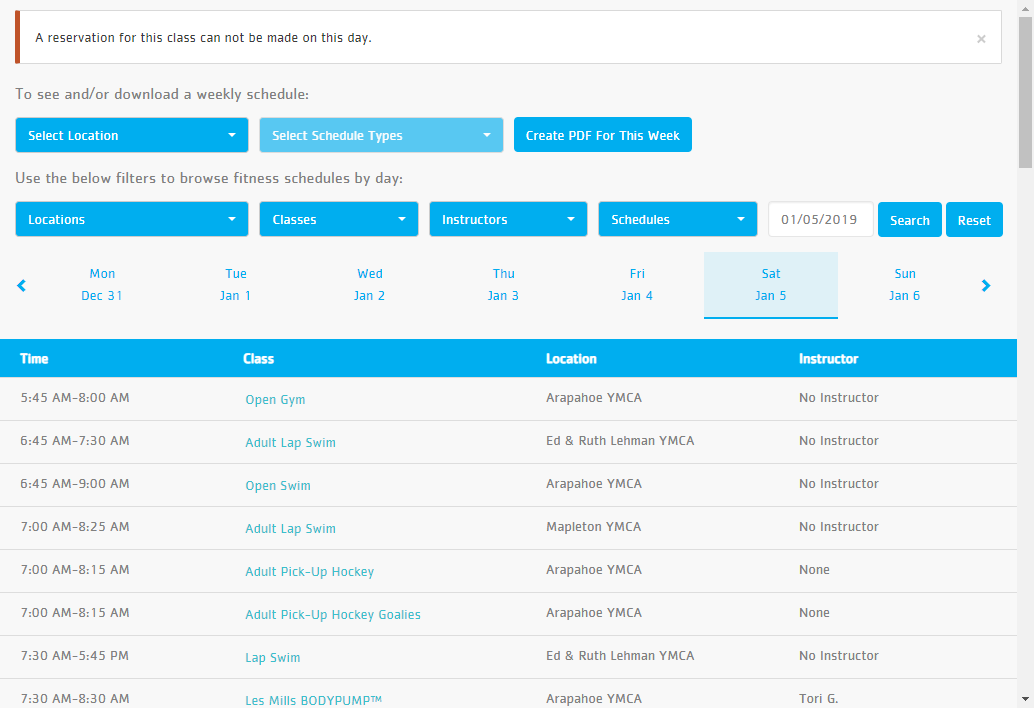 A reservation for this class can not be made on this day. ×
To see and/or download a weekly schedule:
Select Location Select Schedule Types Create PDF For This Week
Use the below filters to browse fitness schedules by day:
Locations Classes Instructors Schedules 01/05/2019 Search Reset
Mon Tue Wed Thu Fri Sat Sun
Dec 31 Jan 1 Jan 2 Jan 3 Jan 4 Jan 5 Jan 6
Time Class Location Instructor
5:45 AM-8:00 AM Open Gym Arapahoe YMCA No Instructor
6:45 AM-7:30 AM Adult Lap Swim Ed & Ruth Lehman YMCA No Instructor
6:45 AM-9:00 AM Open Swim Arapahoe YMCA No Instructor
7:00 AM-8:25 AM Adult Lap Swim Mapleton YMCA No Instructor
7:00 AM-8:15 AM Adult Pick-Up Hockey Arapahoe YMCA None
7:00 AM-8:15 AM Adult Pick-Up Hockey Goalies Arapahoe YMCA None
7:30 AM-5:45 PM Lap Swim Ed & Ruth Lehman YMCA No Instructor
7:30 AM-8:30 AM Les Mills BODYPUMP™ Arapahoe YMCA Tori G.